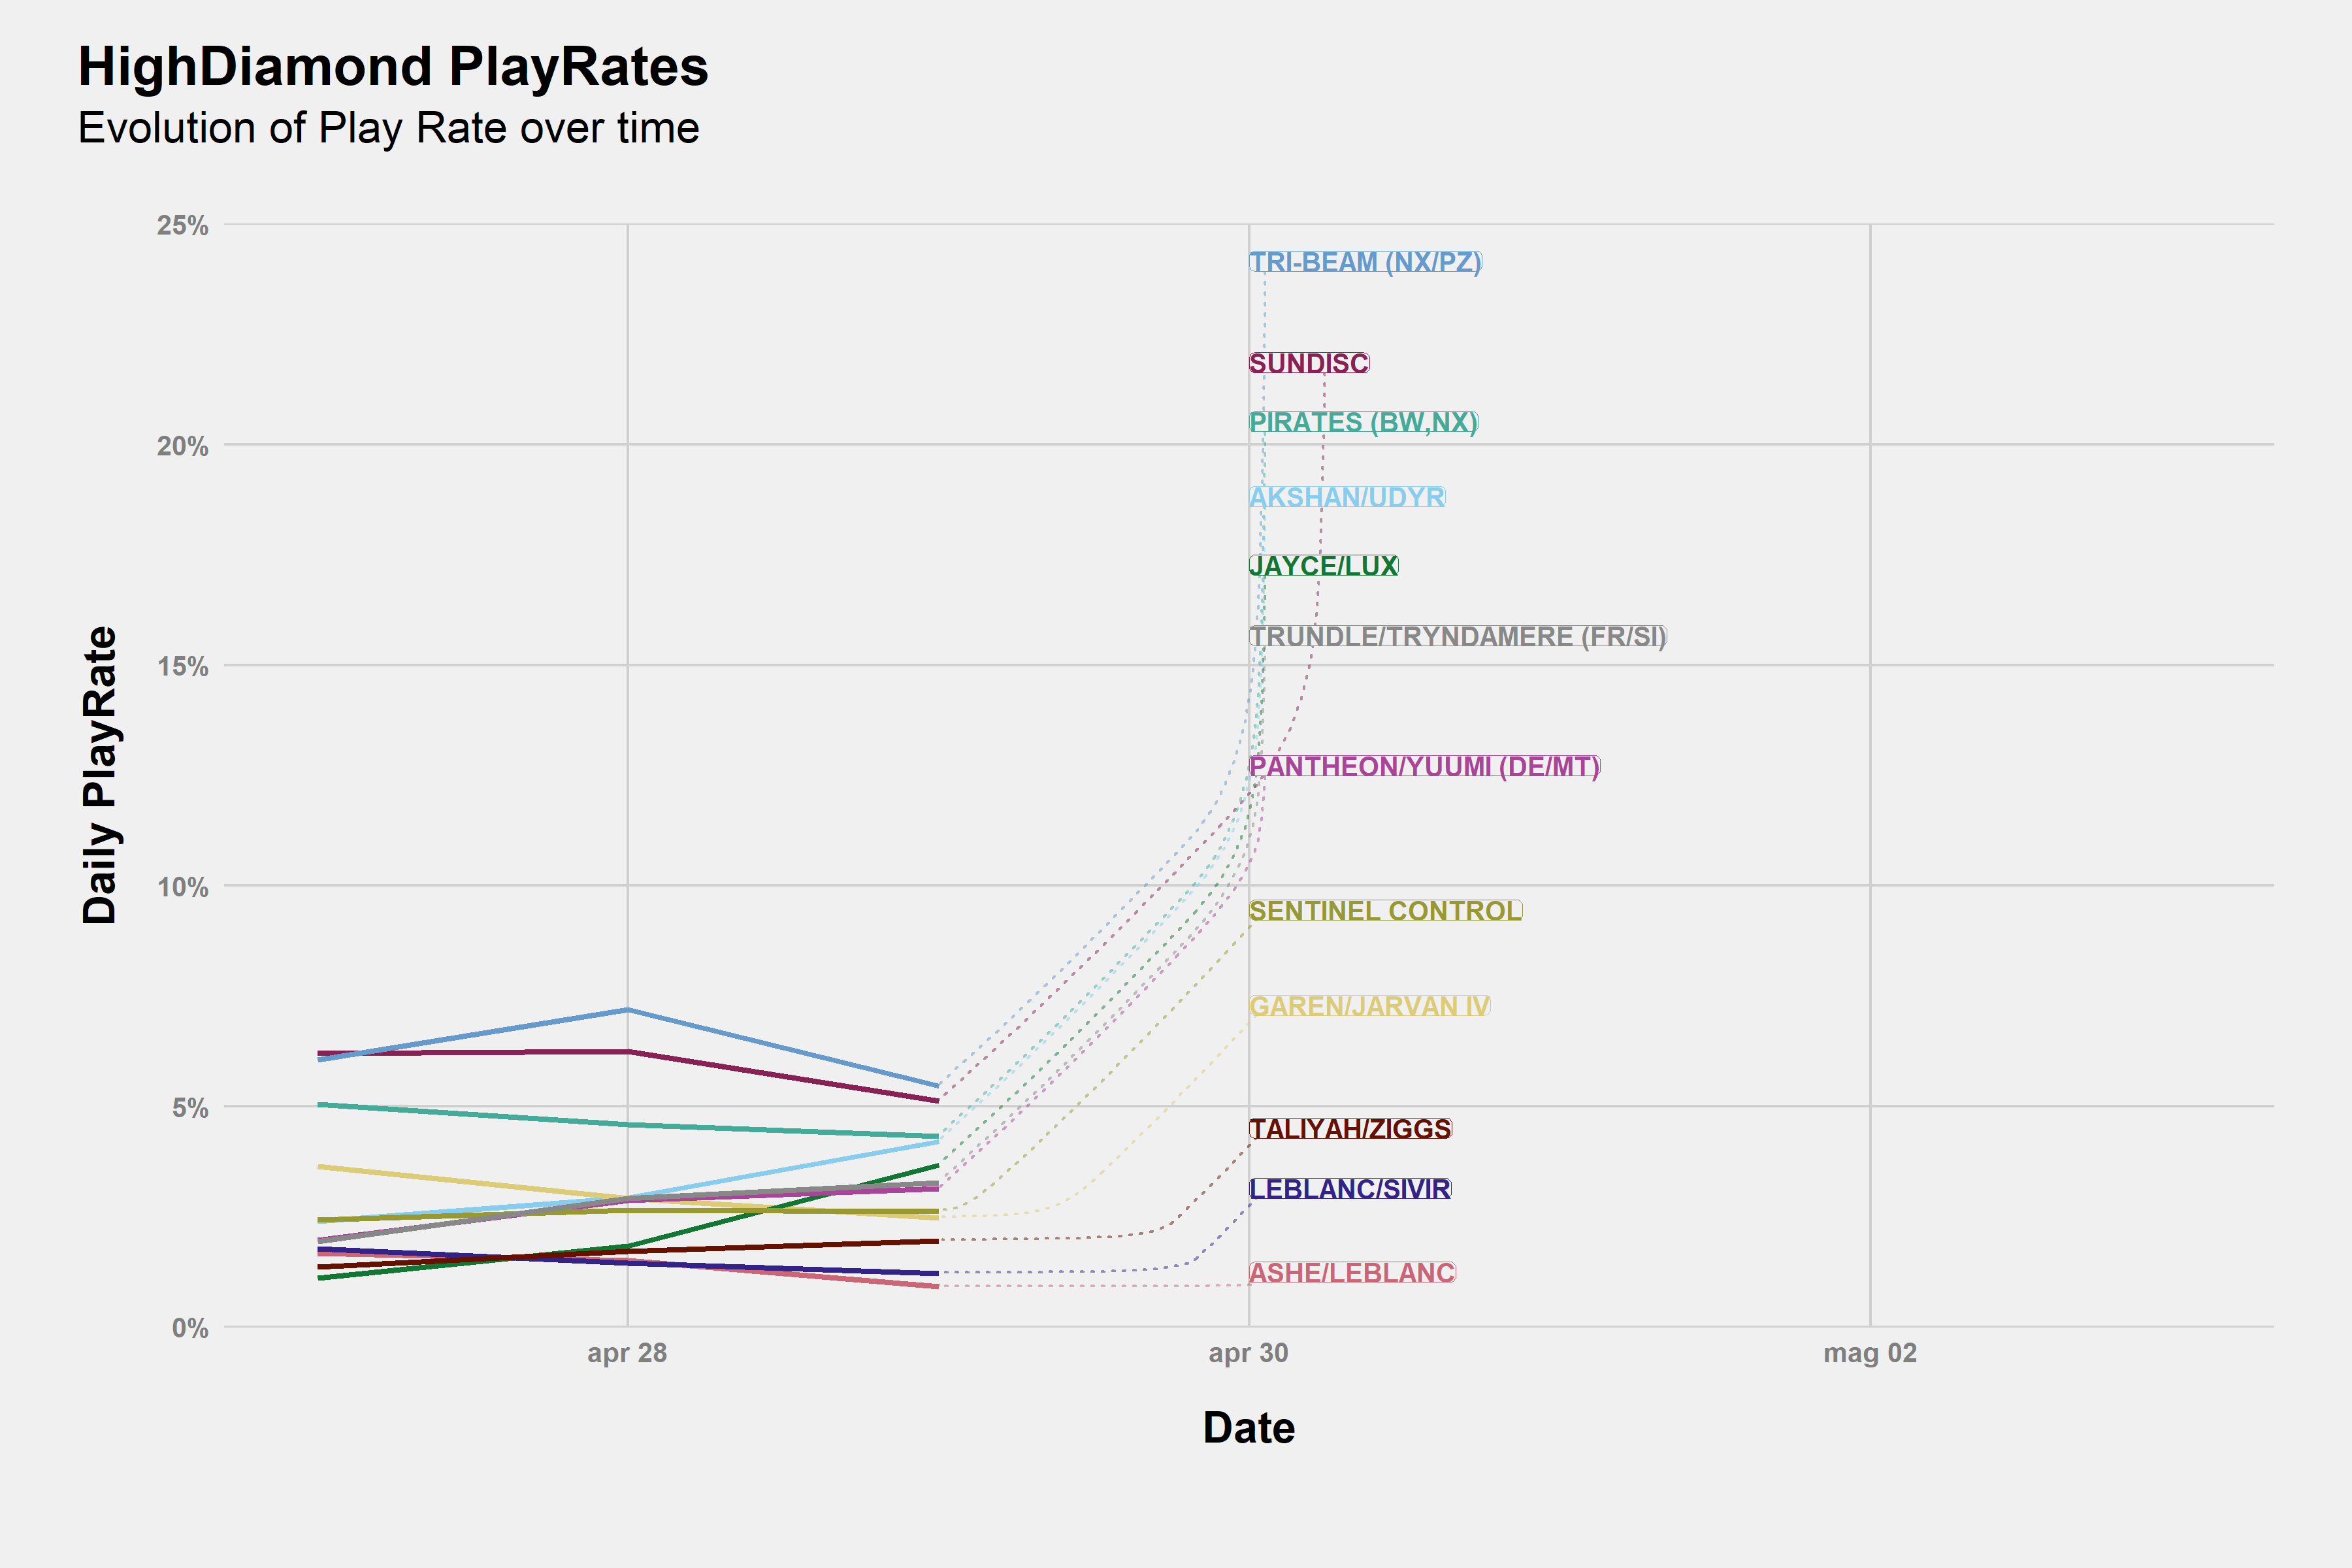 HighDiamond PlayRates
Evolution of Play Rate over time
25%
20%
15%
10%
5%
0%
Daily PlayRate
TRI-BEAM (NX/PZ)
SUNDISC
PIRATES (BW,NX)
AKSHAN/UDYR
JAYCE/LUX
TRUNDLE/TRYNDAMERE (FR/SI)
PANTHEON/YUUMI (DE/MT)
SENTINEL CONTROL
GAREN/JARVAN IV
TALIYAH/ZIGGS
LEBLANC/SIVIR
ASHE/LEBLANC
apr 28
apr 30
mag 02
Date